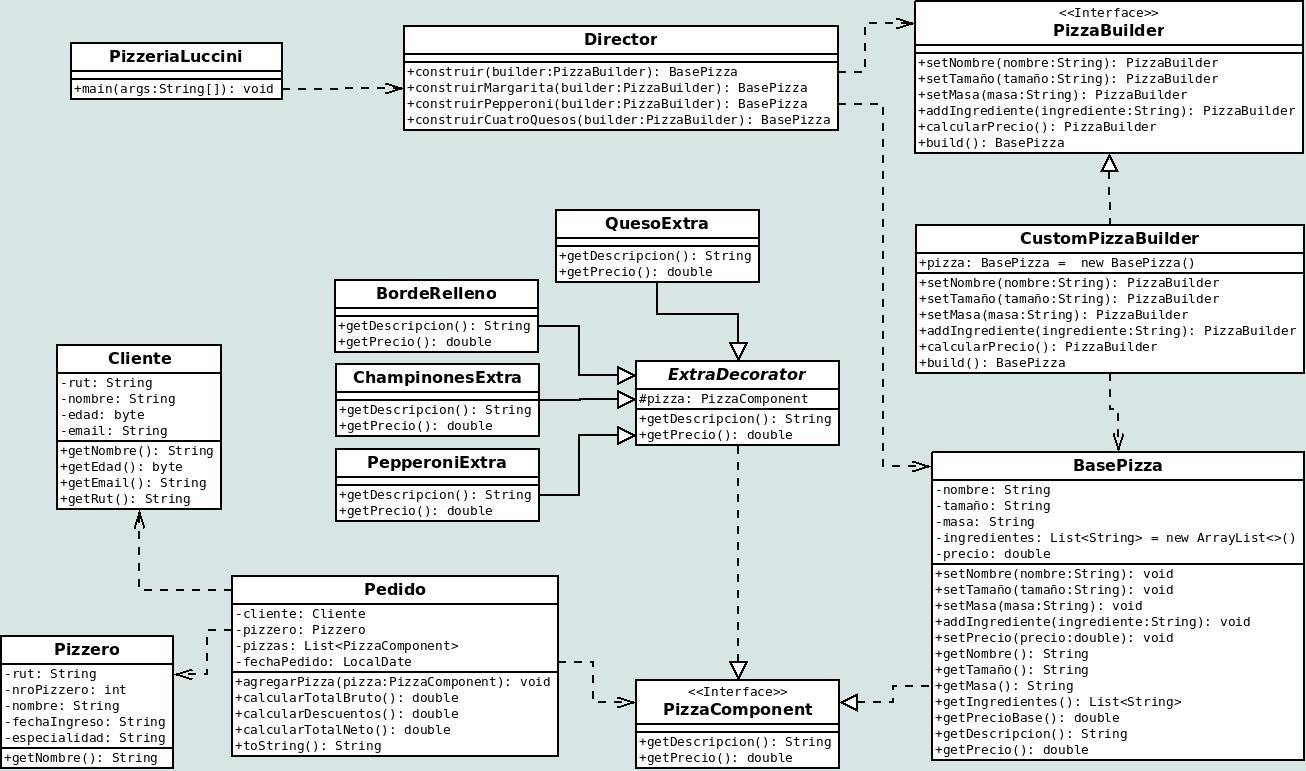 PizzeriaLuccini
+main(args:String[]): void
Director
+construir(builder:PizzaBuilder): BasePizza
+construirMargarita(builder:PizzaBuilder): BasePizza
+construirPepperoni(builder:PizzaBuilder): BasePizza
+construirCuatroQuesos(builder:PizzaBuilder): BasePizza
<<Interface>>
PizzaBuilder
+setNombre(nombre:String): PizzaBuilder
+setTamaño(tamaño:String): PizzaBuilder
+setMasa(masa:String): PizzaBuilder
+addIngrediente(ingrediente:String): PizzaBuilder
+calcularPrecio(): PizzaBuilder
+build(): BasePizza
QuesoExtra
+getDescripcion(): String
+getPrecio(): double
CustomPizzaBuilder
+pizza: BasePizza =  new BasePizza()
+setNombre(nombre:String): PizzaBuilder
+setTamaño(tamaño:String): PizzaBuilder
+setMasa(masa:String): PizzaBuilder
+addIngrediente(ingrediente:String): PizzaBuilder
+calcularPrecio(): PizzaBuilder
+build(): BasePizza
BordeRelleno
+getDescripcion(): String
+getPrecio(): double
Cliente
-rut: String
-nombre: String
-edad: byte
-email: String
+getNombre(): String
+getEdad(): byte
+getEmail(): String
+getRut(): String
ChampinonesExtra
+getDescripcion(): String
+getPrecio(): double
ExtraDecorator
#pizza: PizzaComponent
+getDescripcion(): String
+getPrecio(): double
PepperoniExtra
+getDescripcion(): String
+getPrecio(): double
BasePizza
-nombre: String
-tamaño: String
-masa: String
-ingredientes: List<String> = new ArrayList<>()
-precio: double
+setNombre(nombre:String): void
+setTamaño(tamaño:String): void
+setMasa(masa:String): void
+addIngrediente(ingrediente:String): void
+setPrecio(precio:double): void
+getNombre(): String
+getTamaño(): String
+getMasa(): String
+getIngredientes(): List<String>
+getPrecioBase(): double
+getDescripcion(): String
+getPrecio(): double
Pedido
-cliente: Cliente
-pizzero: Pizzero
-pizzas: List<PizzaComponent>
-fechaPedido: LocalDate
+agregarPizza(pizza:PizzaComponent): void
+calcularTotalBruto(): double
+calcularDescuentos(): double
+calcularTotalNeto(): double
+toString(): String
Pizzero
-rut: String
-nroPizzero: int
-nombre: String
-fechaIngreso: String
-especialidad: String
+getNombre(): String
<<Interface>>
PizzaComponent
+getDescripcion(): String
+getPrecio(): double